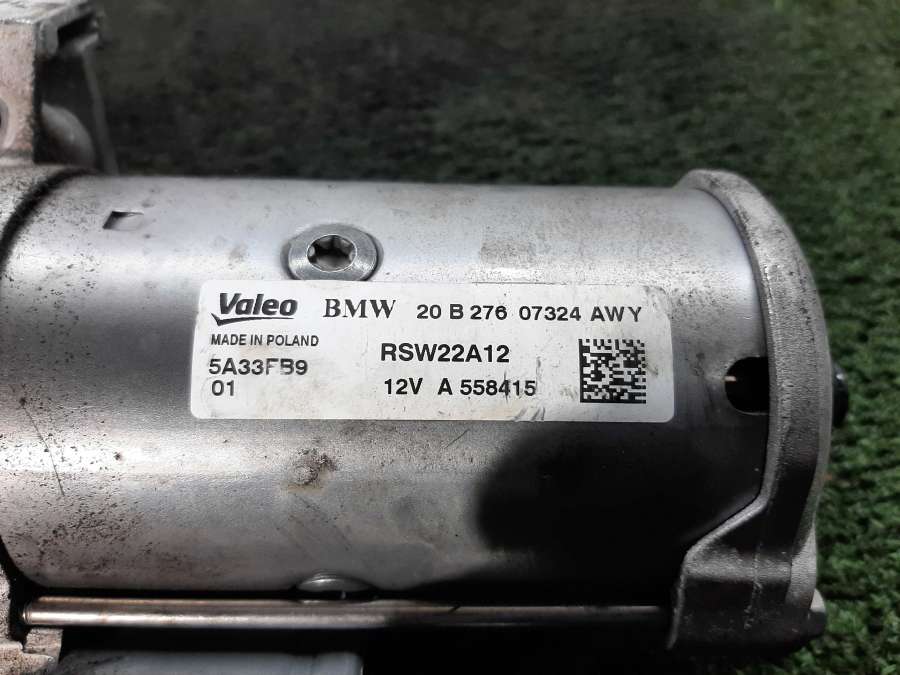 Valeo BMW 20 B 276 07324 AWY
MADE IN POLAND
RSW22A12
5A33FB9
01
12V A 558415